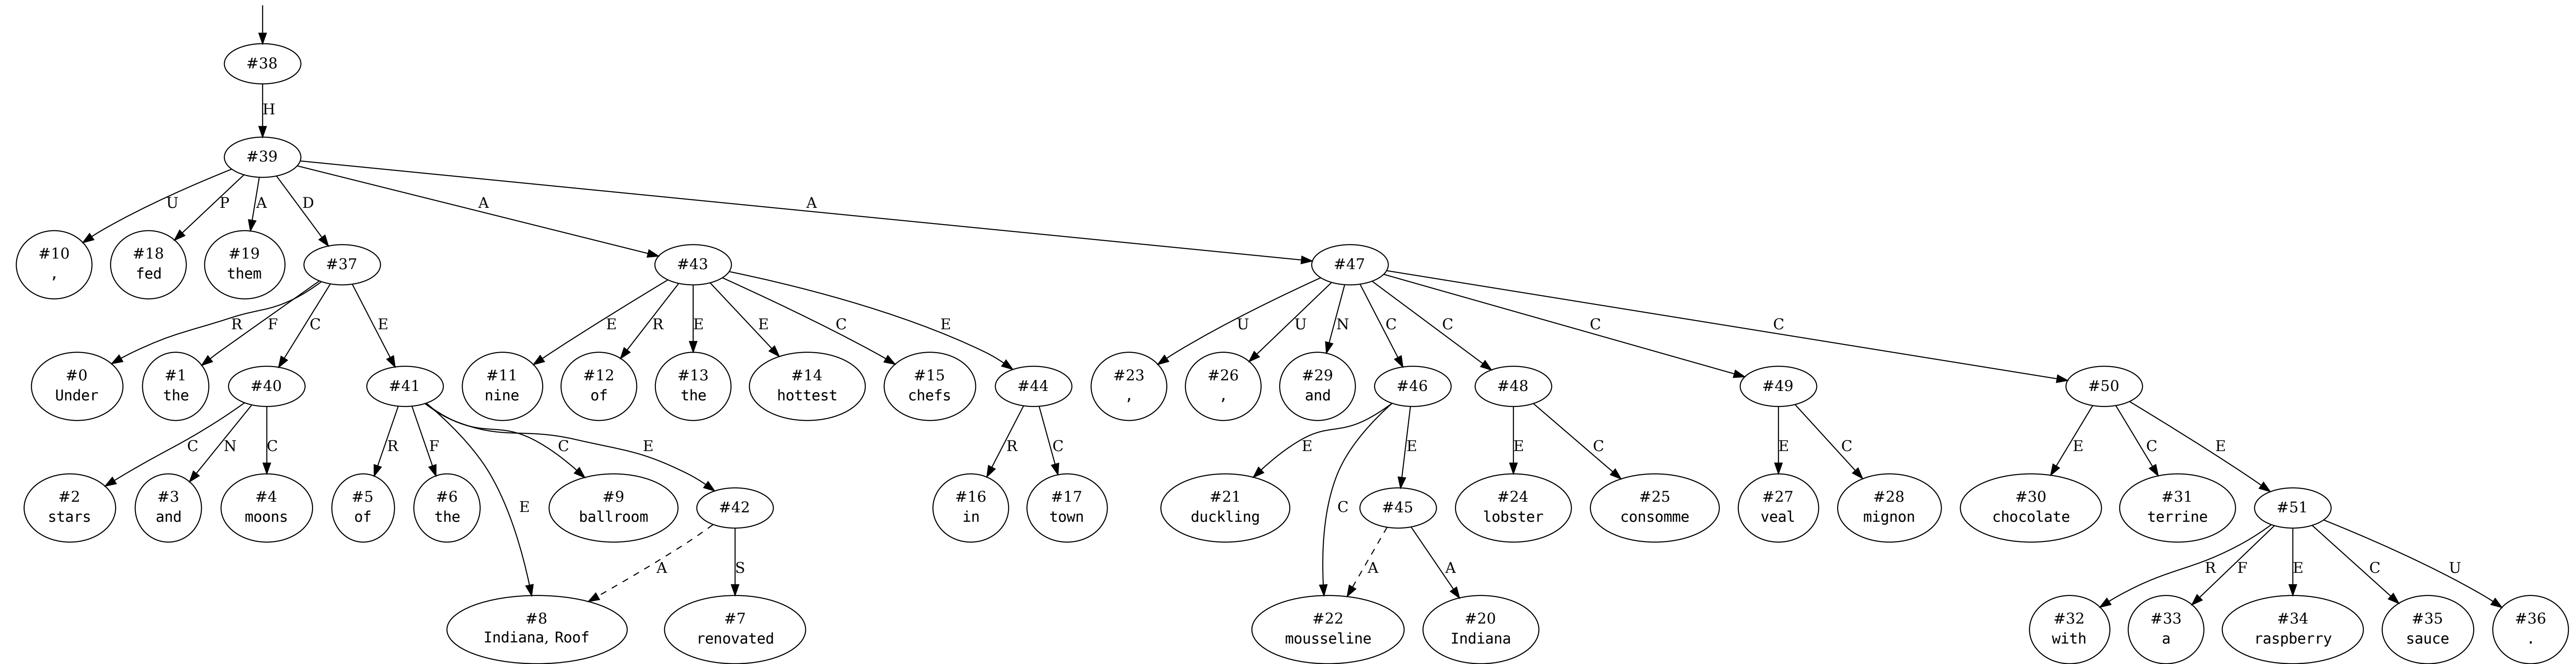 #38
H
#39
U P A D A A
#10 #18 #19 #37 #43 #47
, fed them
R F C E E R E E C E U U N C C C C
#0 #1 #40 #41 #11 #12 #13 #14 #15 #44 #23 #26 #29 #46 #48 #49 #50
Under the nine of the hottest chefs , , and
C N C R F E C E R C E C E E C E C E C E
#2 #3 #4 #5 #6 #9 #42 #16 #17 #21 #45 #24 #25 #27 #28 #30 #31 #51
stars and moons of the ballroom in town duckling lobster consomme veal mignon chocolate terrine
A S A A R F E C U
#8 #7 #22 #20 #32 #33 #34 #35 #36
Indiana, Roof renovated mousseline Indiana with a raspberry sauce .